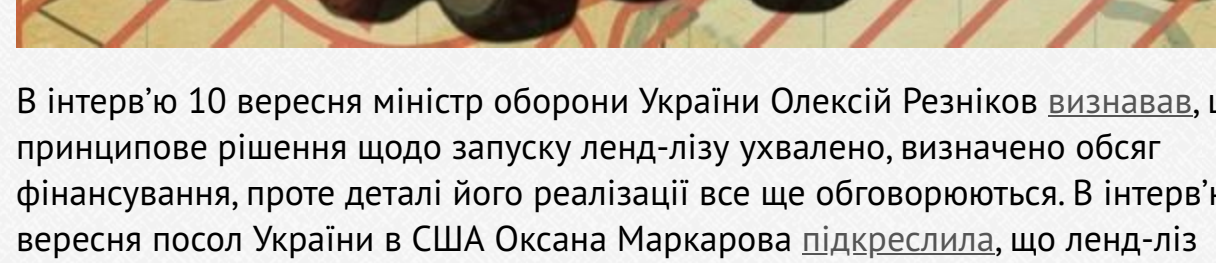 В інтерв’ю 10 вересня міністр оборони України Олексій Резніков визнавав,
принципове рішення щодо запуску ленд-лізу ухвалено, визначено обсяг
фінансування, проте деталі його реалізації все ще обговорюються. В
вересня посол України в США Оксана Маркарова підкреслила, що ленд-ліз